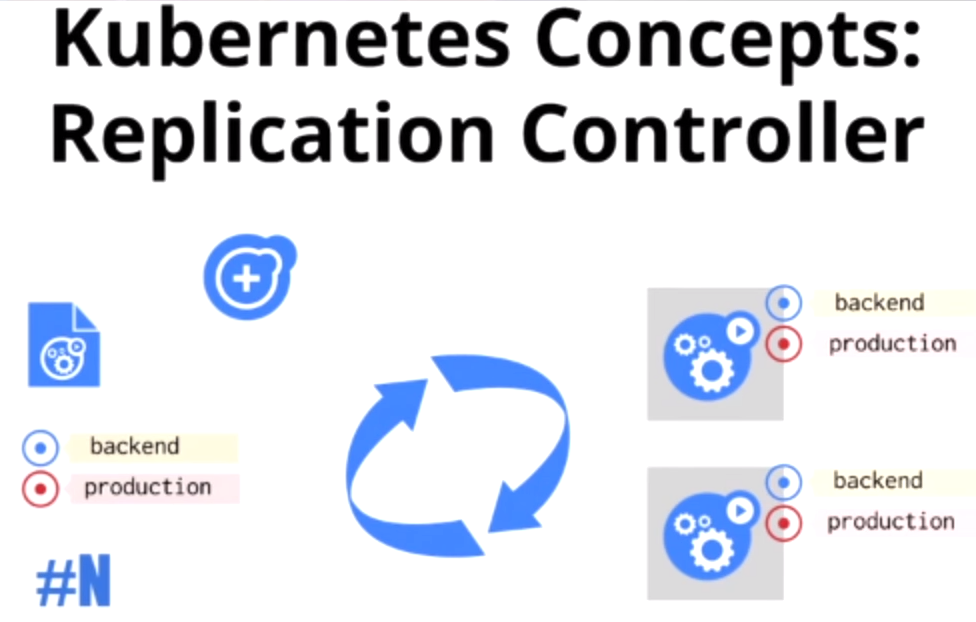 Kubernetes Concepts:
Replication Controller
backend
production
#N
backend
production
backend
production